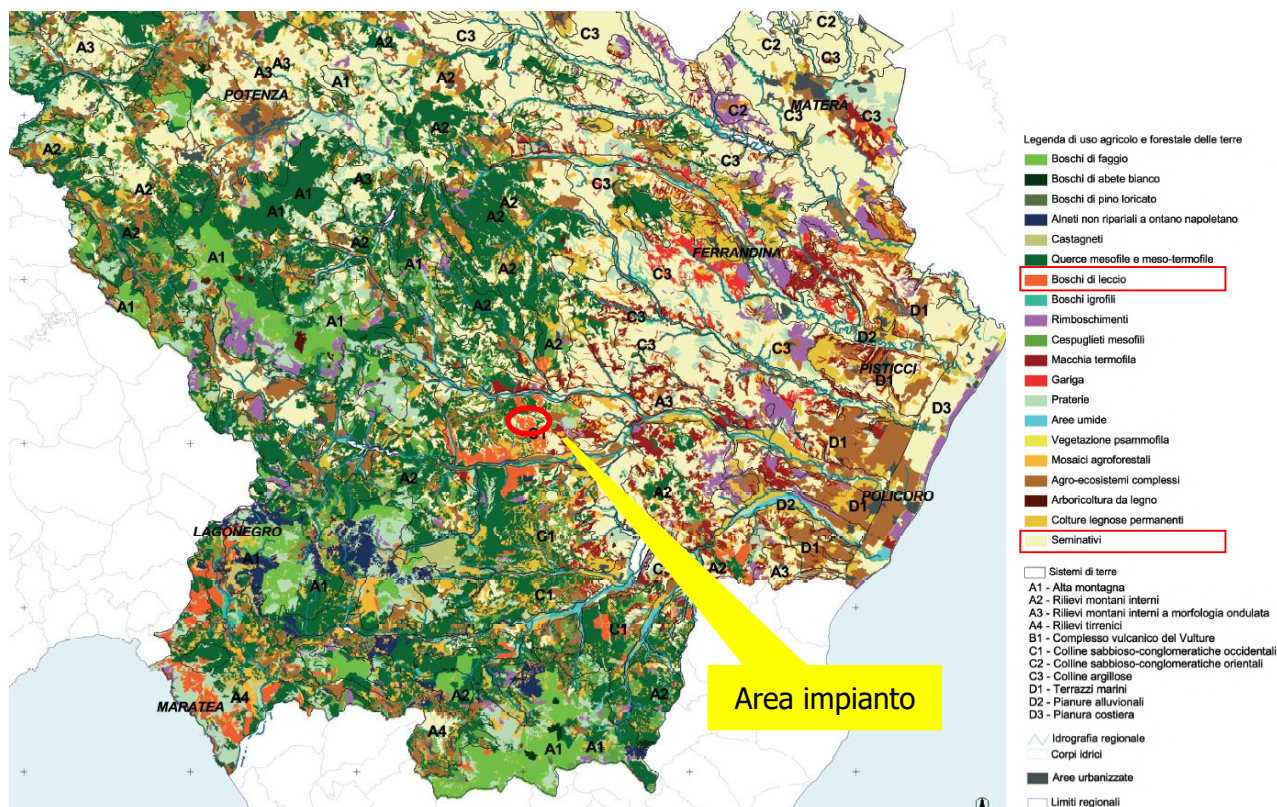 A3
A3
A3
POTENZA
A1
A2
A2
C3
C3
C2
C2
C3
C3
MATERA
C3
C2
C3
A2
A2
A1
A1
A3
A2
A2
A2
A1
A2
A2
A2
A1
A1
A1
C3
C3
FERRANDINA
C3
C3
C3
D1
D2
C3
PISTICCI
D1
D3
A2
A3
C1
D1
A2
A2
D2
D1
POLICORO
D1
LAGONEGRO
A1
A1
C1
C1
C3
A2
A3
C1
MARATEA
A4
A2
A2
A4
A1
A1
Area impianto
Legenda di uso agricolo e forestale delle terre
Boschi di faggio
Boschi di abete bianco
Boschi di pino loricato
Alneti non ripariali a ontano napoletano
Castagneti
Querce mesofile e meso-termofile
Boschi di leccio
Boschi igrofili
Rimboschimenti
Cespuglieti mesofili
Macchia termofila
Gariga
Praterie
Aree umide
Vegetazione psammofila
Mosaici agroforestali
Agro-ecosistemi complessi
Arboricoltura da legno
Colture legnose permanenti
Seminativi
Sistemi di terre
A1 - Alta montagna
A2 - Rilievi montani interni
A3 - Rilievi montani interni a morfologia ondulata
A4 - Rilievi tirrenici
B1 - Complesso vulcanico del Vulture
C1 - Colline sabbioso-conglomeratiche occidentali
C2 - Colline sabbioso-conglomeratiche orientali
C3 - Colline argillose
D1 - Terrazzi marini
D2 - Pianure alluvionali
D3 - Pianura costiera
Idrografia regionale
Corpi idrici
Aree urbanizzate
Limiti regionali